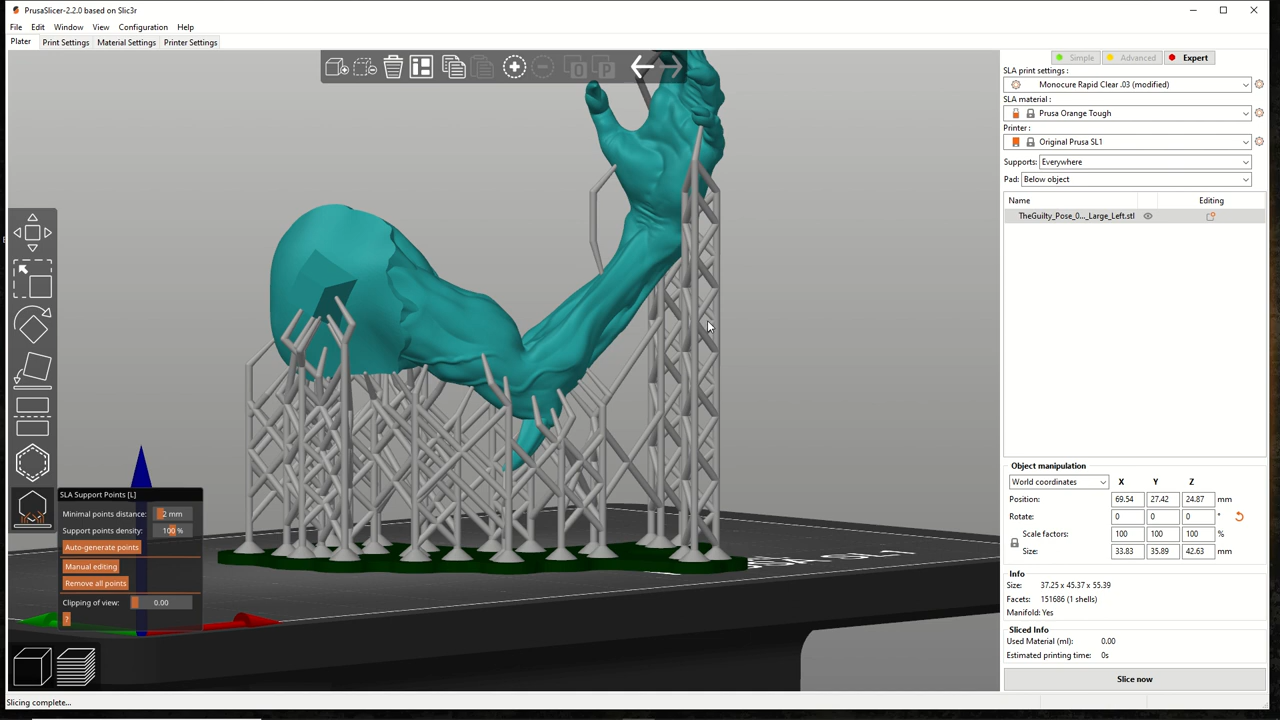 PrusaSlicer-2.2.0 based on Slic3r
File Edit Window View Configuration Help
Plater Print Settings Material Settings Printer Settings
Simple Advanced Expert
SLA print settings :
Monocure Rapid Clear .03 (modified)
SLA material :
Prusa Orange Tough
Printer :
Original Prusa SL1
Supports: Everywhere
Pad: Below object
Name Editing
TheGuilty_Pose_0..._Large_Left.stl
Object manipulation
World coordinates X Y Z
Position: 69.54 27.42 24.87 mm
Rotate: 0 0 0 °
Scale factors: 100 100 100 %
Size: 33.83 35.89 42.63 mm
Info
Size: 37.25 x 45.37 x 55.39
Facets: 151686 (1 shells)
Manifold: Yes
Sliced Info
Used Material (ml): 0.00
Estimated printing time: 0s
Slice now
SLA Support Points [L]
Minimal points distance: 2 mm
Support points density: 100 %
Auto-generate points
Manual editing
Remove all points
Clipping of view: 0.00
?
Slicing complete...